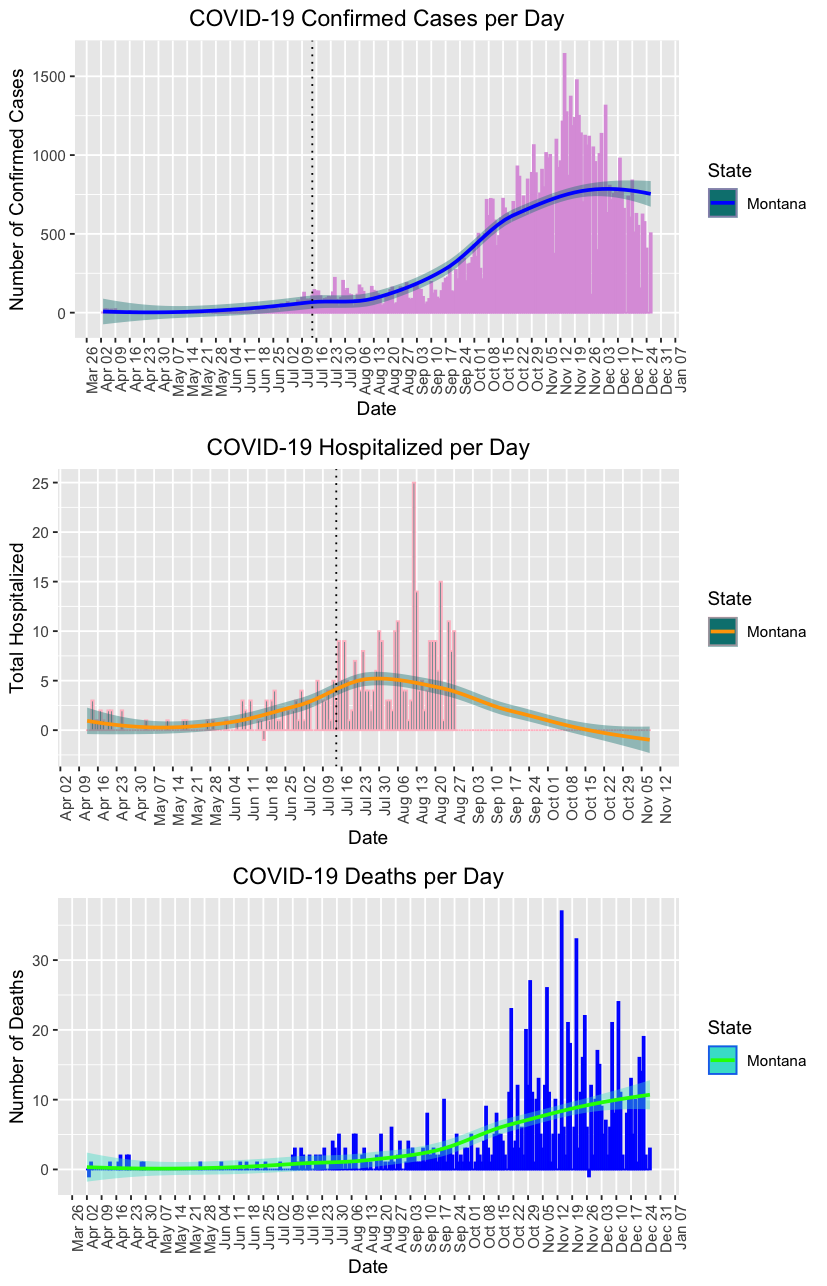 COVID-19 Confirmed Cases per Day
Number of Confirmed Cases
1500
1000
500
0
Mar 26
Apr 02
Apr 09
Apr 16
Apr 23
Apr 30
May 07
May 14
May 21
May 28
Jun 04
Jun 11
Jun 18
Jun 25
Jul 02
Jul 09
Jul 16
Jul 23
Jul 30
Aug 06
Aug 13
Aug 20
Aug 27
Sep 03
Sep 10
Sep 17
Sep 24
Oct 01
Oct 08
Oct 15
Oct 22
Oct 29
Nov 05
Nov 12
Nov 19
Nov 26
Dec 03
Dec 10
Dec 17
Dec 24
Dec 31
Jan 07
Date
State
Montana
COVID-19 Hospitalized per Day
Total Hospitalized
25
20
15
10
5
0
Apr 02
Apr 09
Apr 16
Apr 23
Apr 30
May 07
May 14
May 21
May 28
Jun 04
Jun 11
Jun 18
Jun 25
Jul 02
Jul 09
Jul 16
Jul 23
Jul 30
Aug 06
Aug 13
Aug 20
Aug 27
Sep 03
Sep 10
Sep 17
Sep 24
Oct 01
Oct 08
Oct 15
Oct 22
Oct 29
Nov 05
Nov 12
Date
State
Montana
COVID-19 Deaths per Day
Number of Deaths
30
20
10
0
Mar 26
Apr 02
Apr 09
Apr 16
Apr 23
Apr 30
May 07
May 14
May 21
May 28
Jun 04
Jun 11
Jun 18
Jun 25
Jul 02
Jul 09
Jul 16
Jul 23
Jul 30
Aug 06
Aug 13
Aug 20
Aug 27
Sep 03
Sep 10
Sep 17
Sep 24
Oct 01
Oct 08
Oct 15
Oct 22
Oct 29
Nov 05
Nov 12
Nov 19
Nov 26
Dec 03
Dec 10
Dec 17
Dec 24
Dec 31
Jan 07
Date
State
Montana